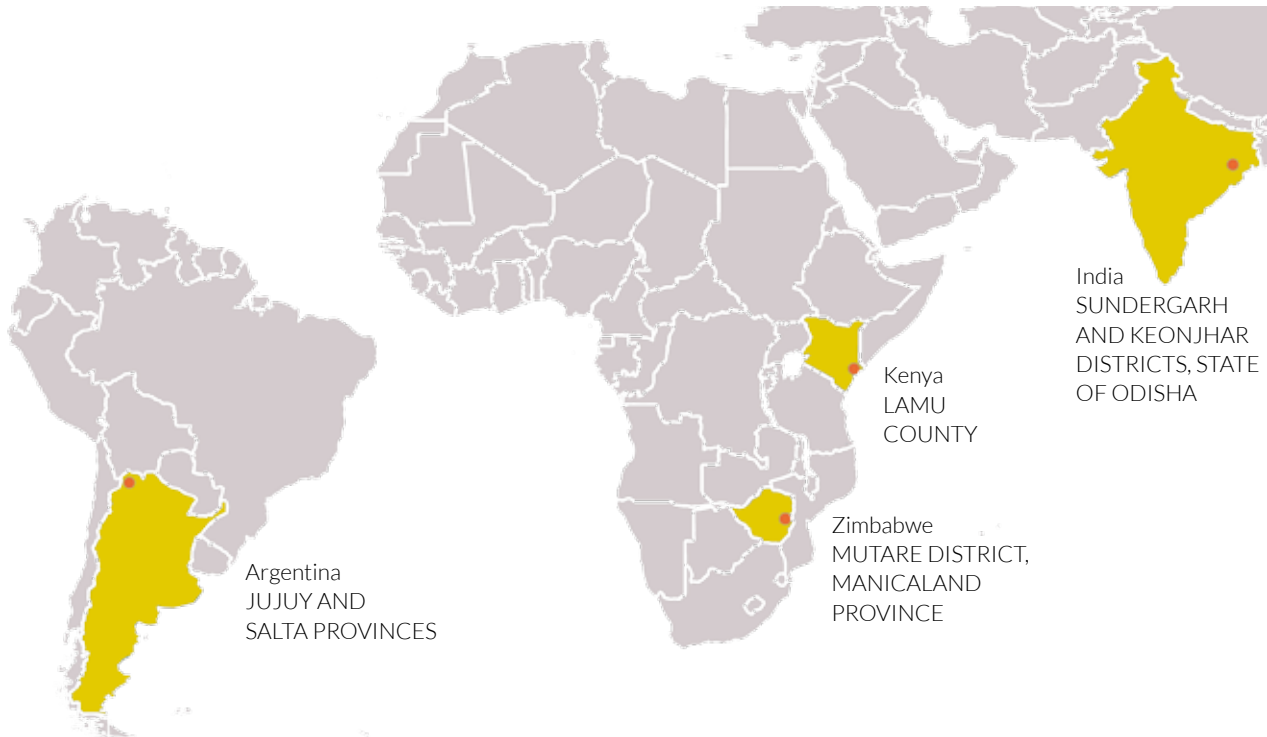 India
SUNDERGARH
AND KEONJHAR
DISTRICTS, STATE
OF ODISHA
Kenya
LAMU
COUNTY
Zimbabwe
MUTARE DISTRICT,
MANICALAND
PROVINCE
Argentina
JUJUY AND
SALTA PROVINCES